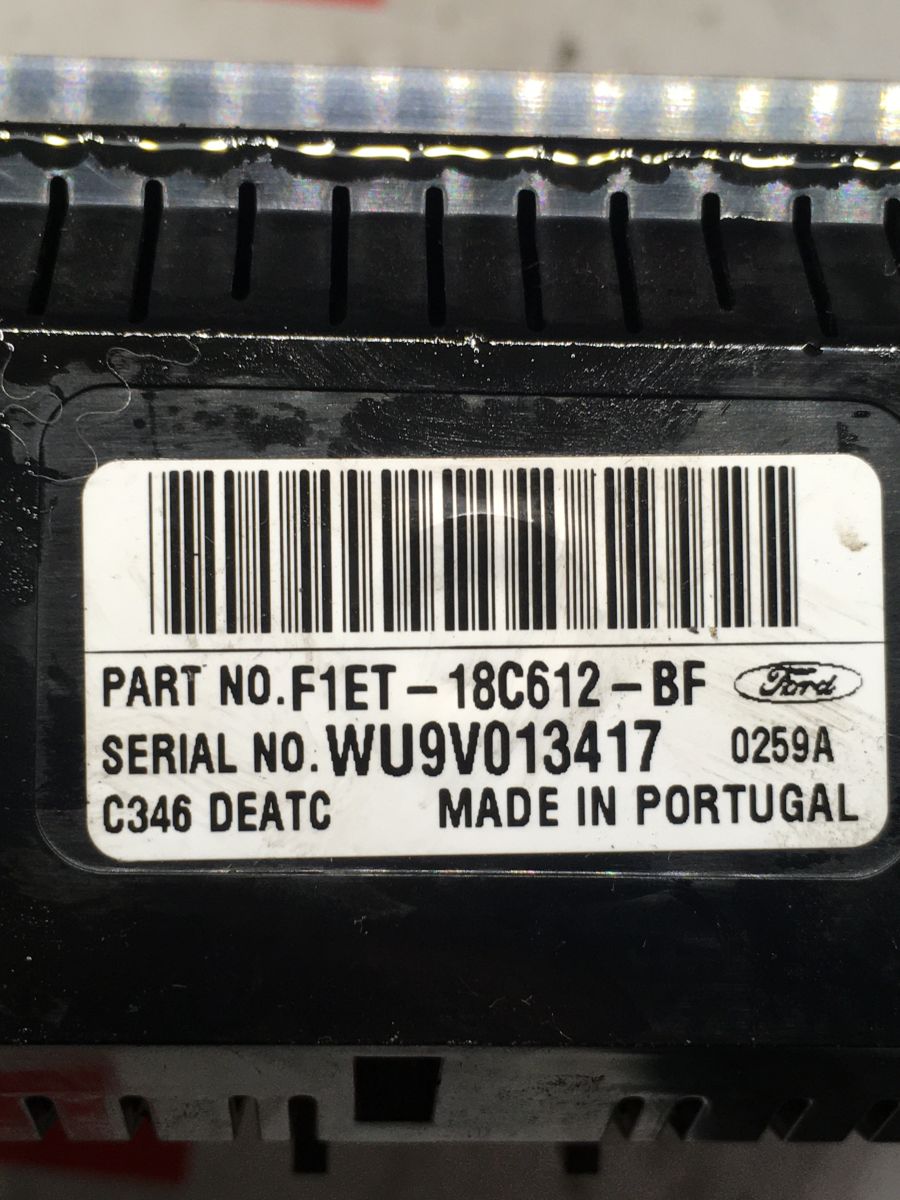 PART NO. F1ET-18C612-BF Ford
SERIAL NO. WU9V013417 0259A
C346 DEATC MADE IN PORTUGAL